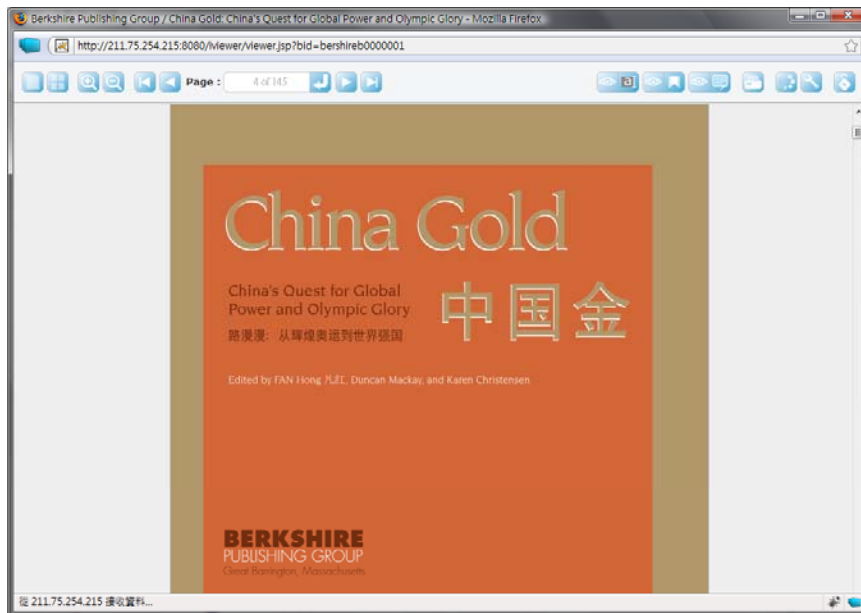 Berkshire Publishing Group / China Gold: China's Quest for Global Power and Olympic Glory - Mozilla Firefox
http://211.75.254.215:8080/iviewer/viewer.jsp?bid=bershireb0000001
Page : 4 of 145
China Gold
China's Quest for Global
Power and Olympic Glory
中国金
路漫漫: 从辉煌奥运到世界强国
Edited by FAN Hong 凡红, Duncan Mackay, and Karen Christensen
BERKSHIRE
PUBLISHING GROUP
Great Barrington, Massachusetts
從 211.75.254.215 接收資料...